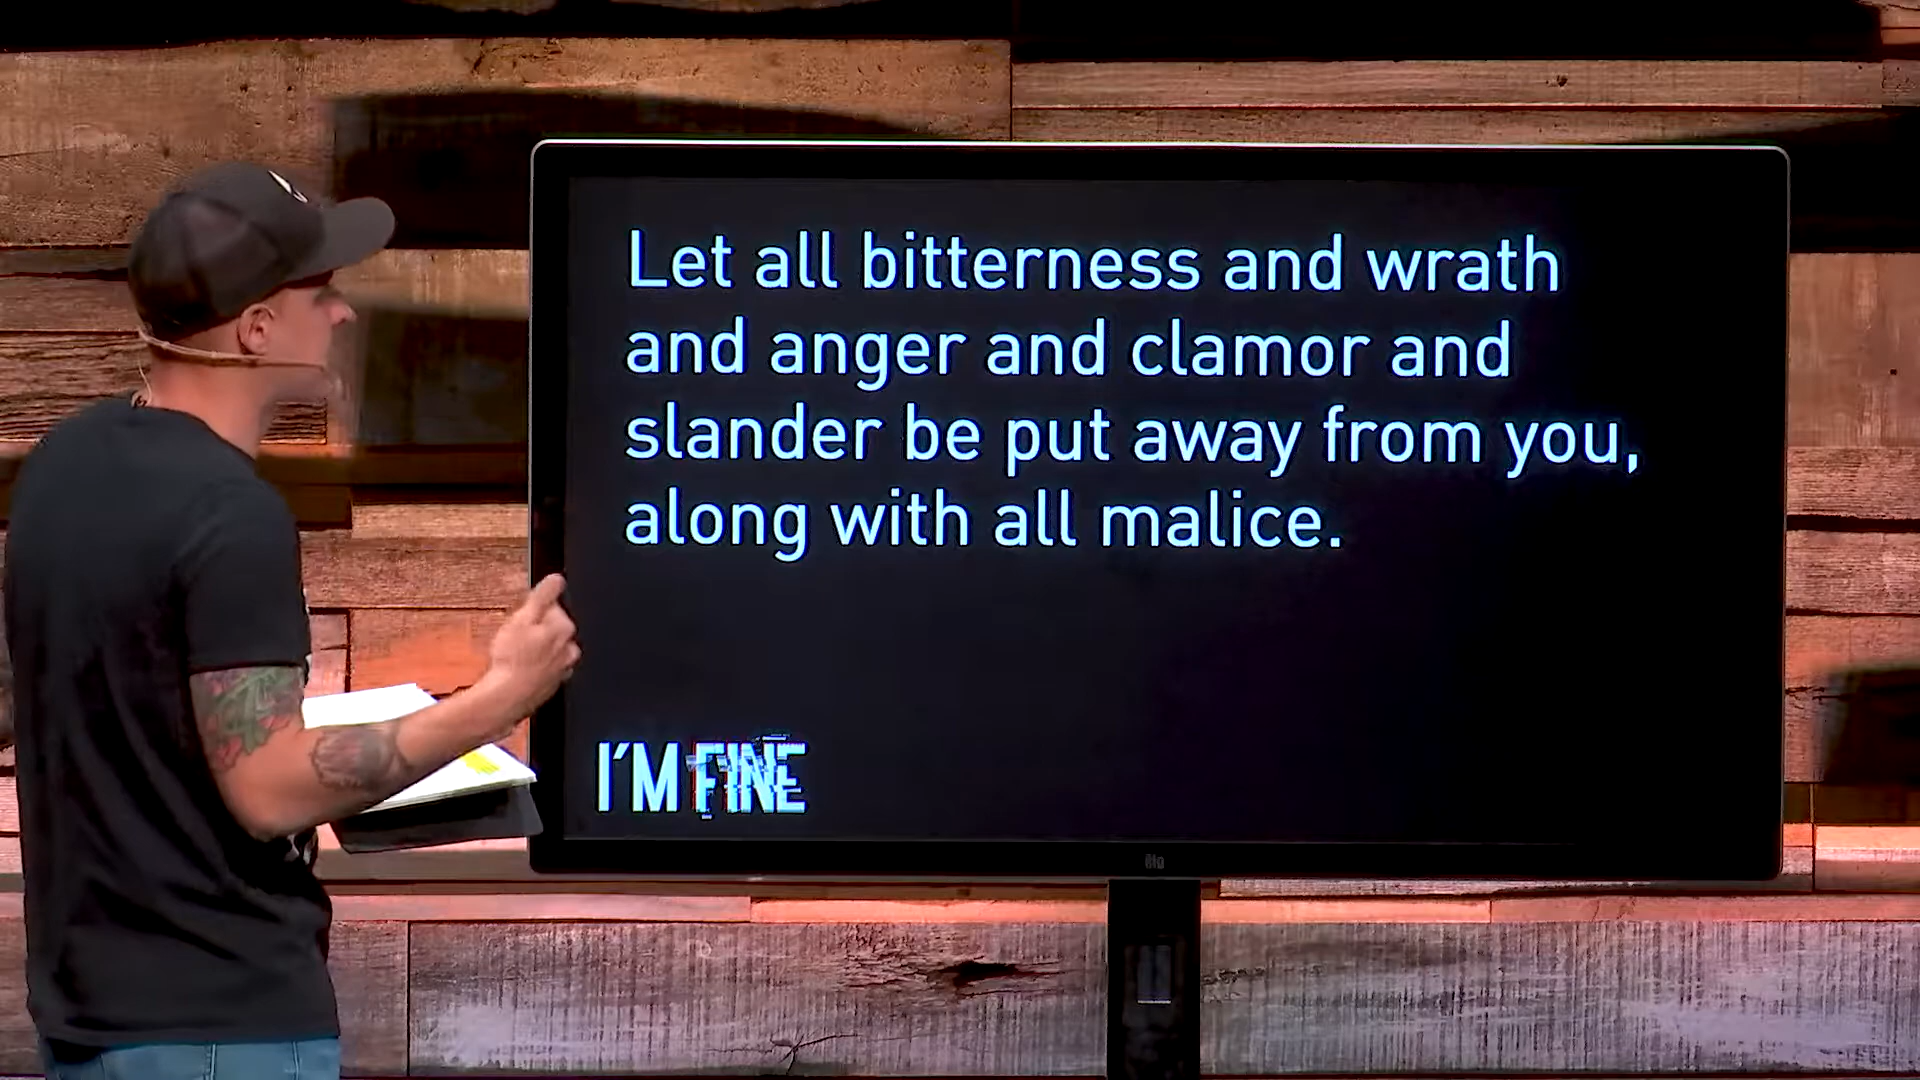 Let all bitterness and wrath
and anger and clamor and
slander be put away from you,
along with all malice.
I'M FINE
elo